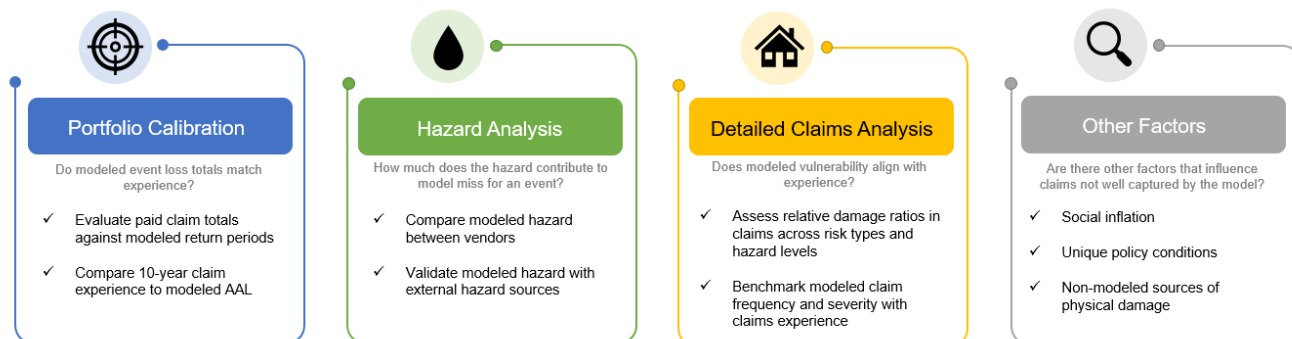 Portfolio Calibration
Do modeled event loss totals match
experience?
✓ Evaluate paid claim totals
against modeled return periods
✓ Compare 10-year claim
experience to modeled AAL
Hazard Analysis
How much does the hazard contribute to
model miss for an event?
✓ Compare modeled hazard
between vendors
✓ Validate modeled hazard with
external hazard sources
Detailed Claims Analysis
Does modeled vulnerability align with
experience?
✓ Assess relative damage ratios in
claims across risk types and
hazard levels
✓ Benchmark modeled claim
frequency and severity with
claims experience
Other Factors
Are there other factors that influence
claims not well captured by the model?
✓ Social inflation
✓ Unique policy conditions
✓ Non-modeled sources of
physical damage